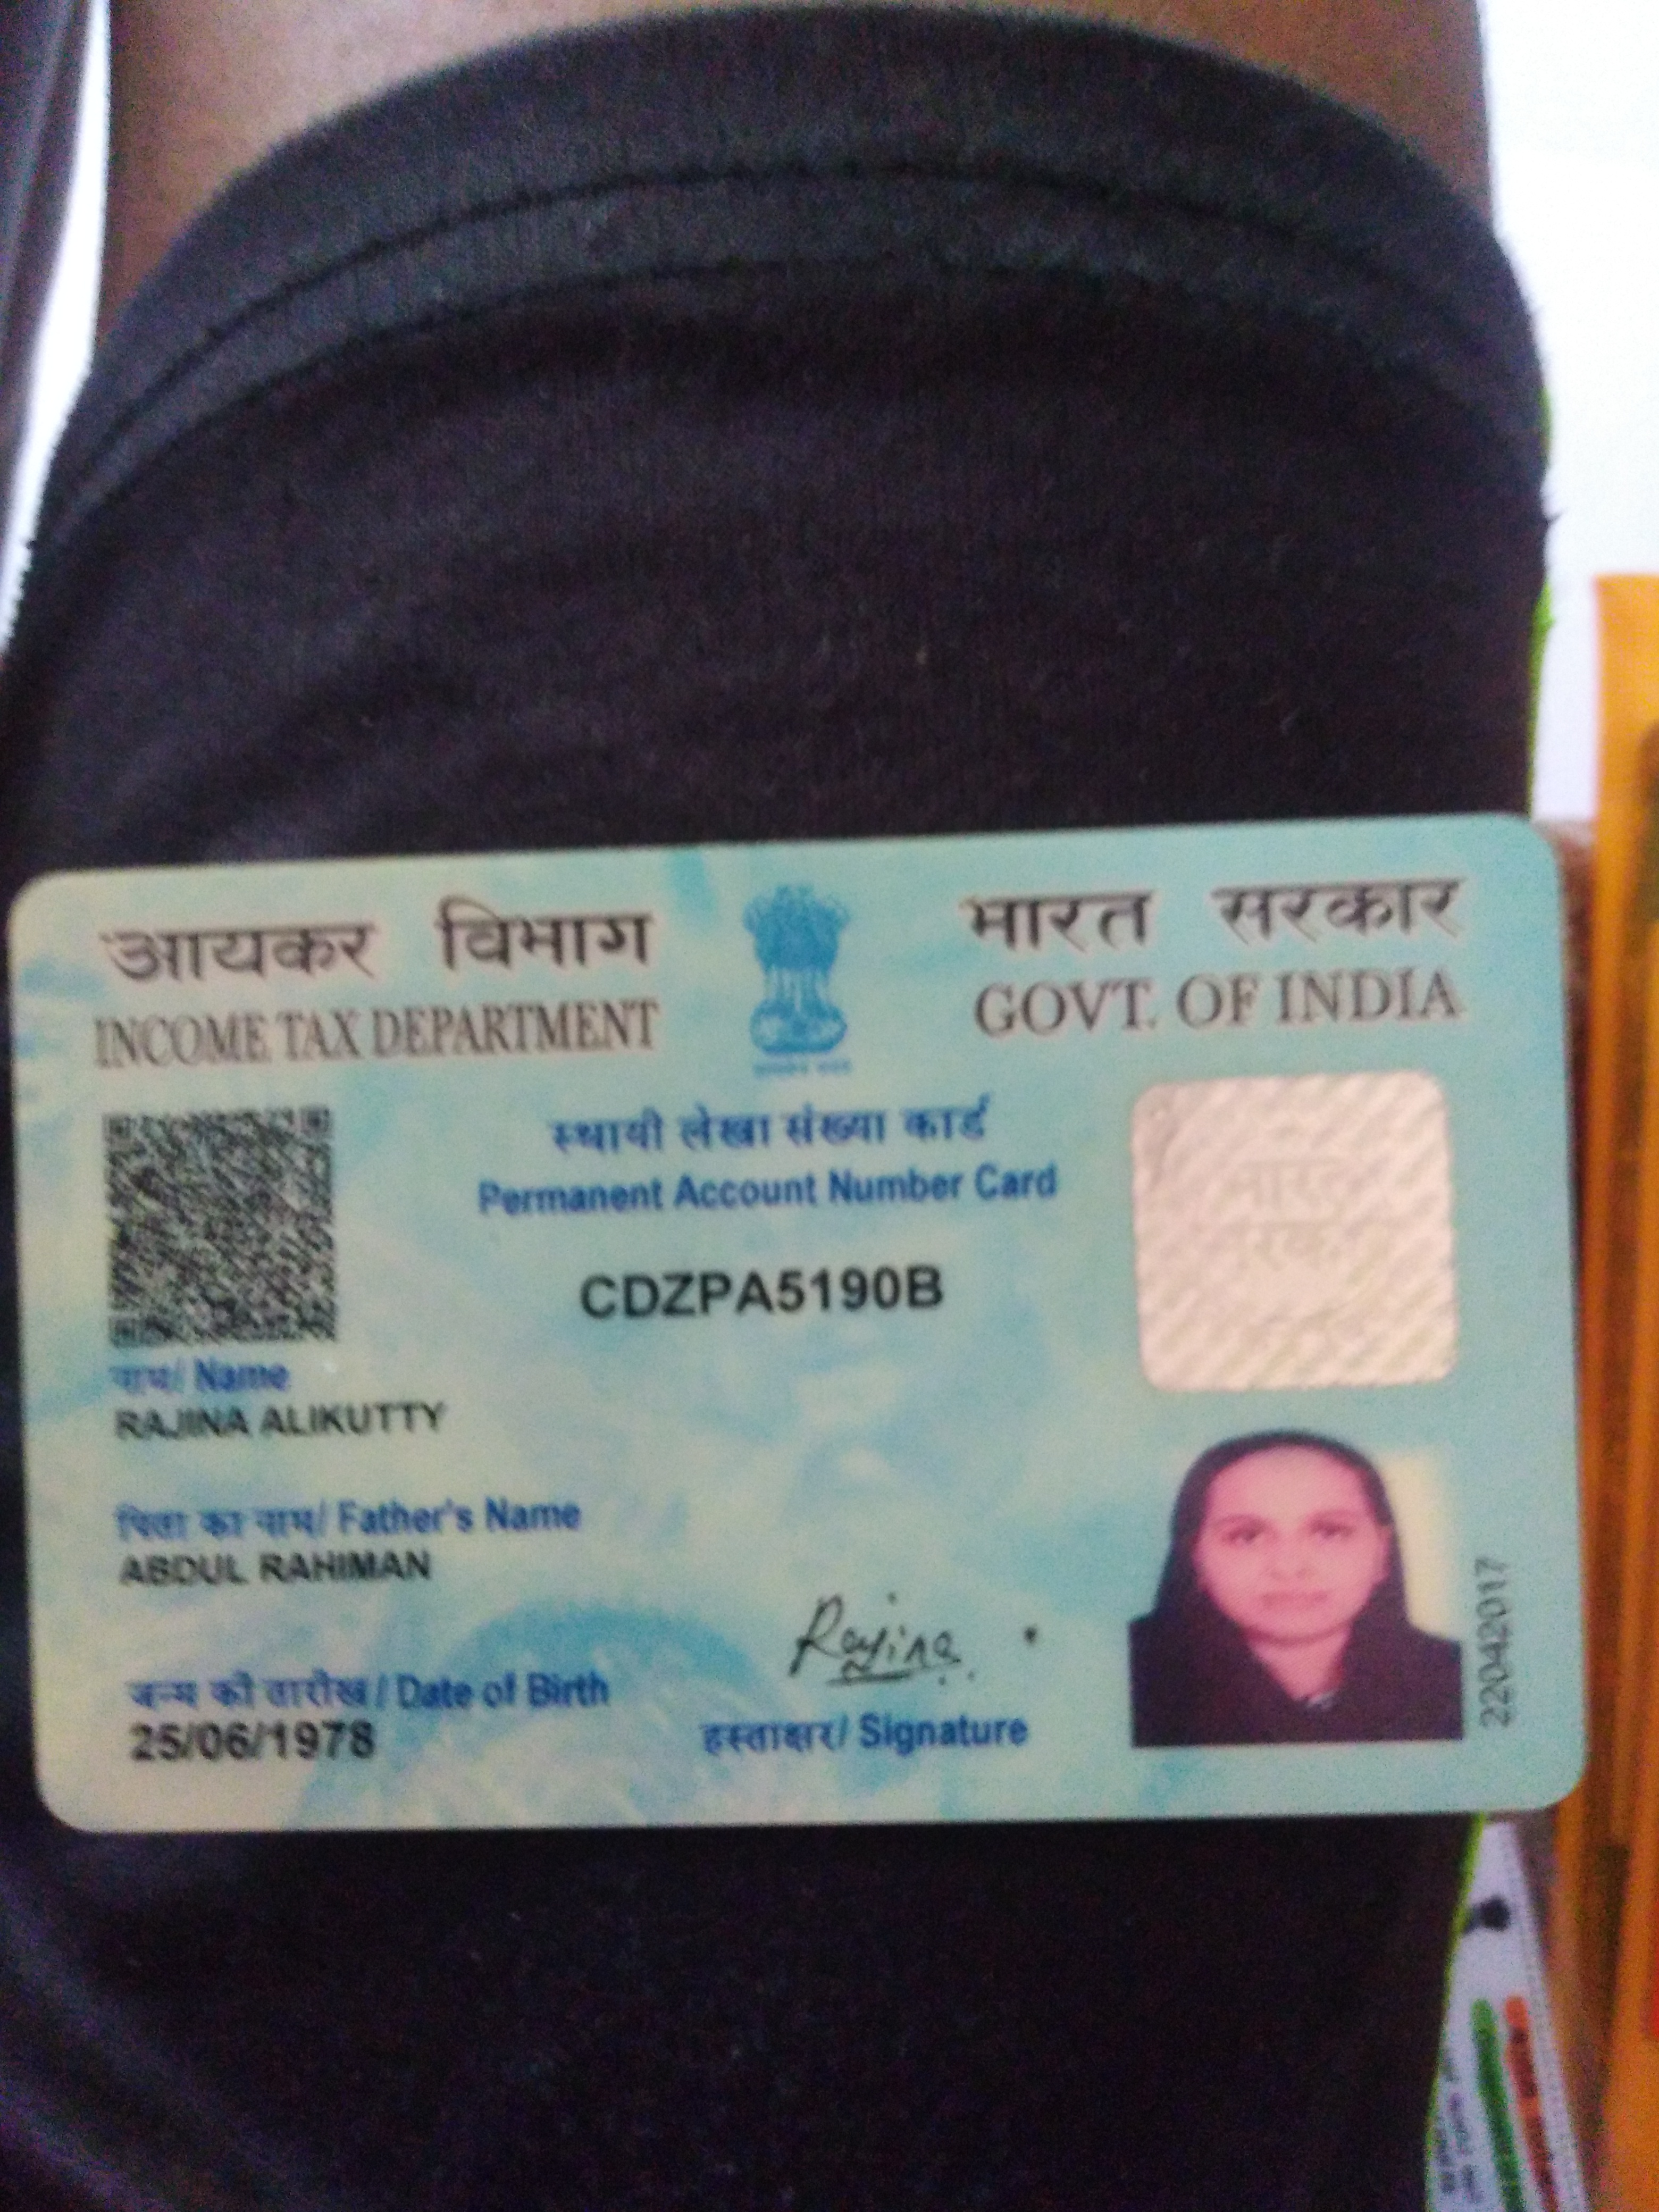 आयकर विभाग
INCOME TAX DEPARTMENT
भारत सरकार
GOVT. OF INDIA
स्थायी लेखा संख्या कार्ड
Permanent Account Number Card
CDZPA5190B
भारत
नाम/ Name
RAJINA ALIKUTTY
पिता का नाम/ Father's Name
ABDUL RAHIMAN
जन्म की तारीख/ Date of Birth
25/06/1978
Rajina
हस्ताक्षर/ Signature
22042017